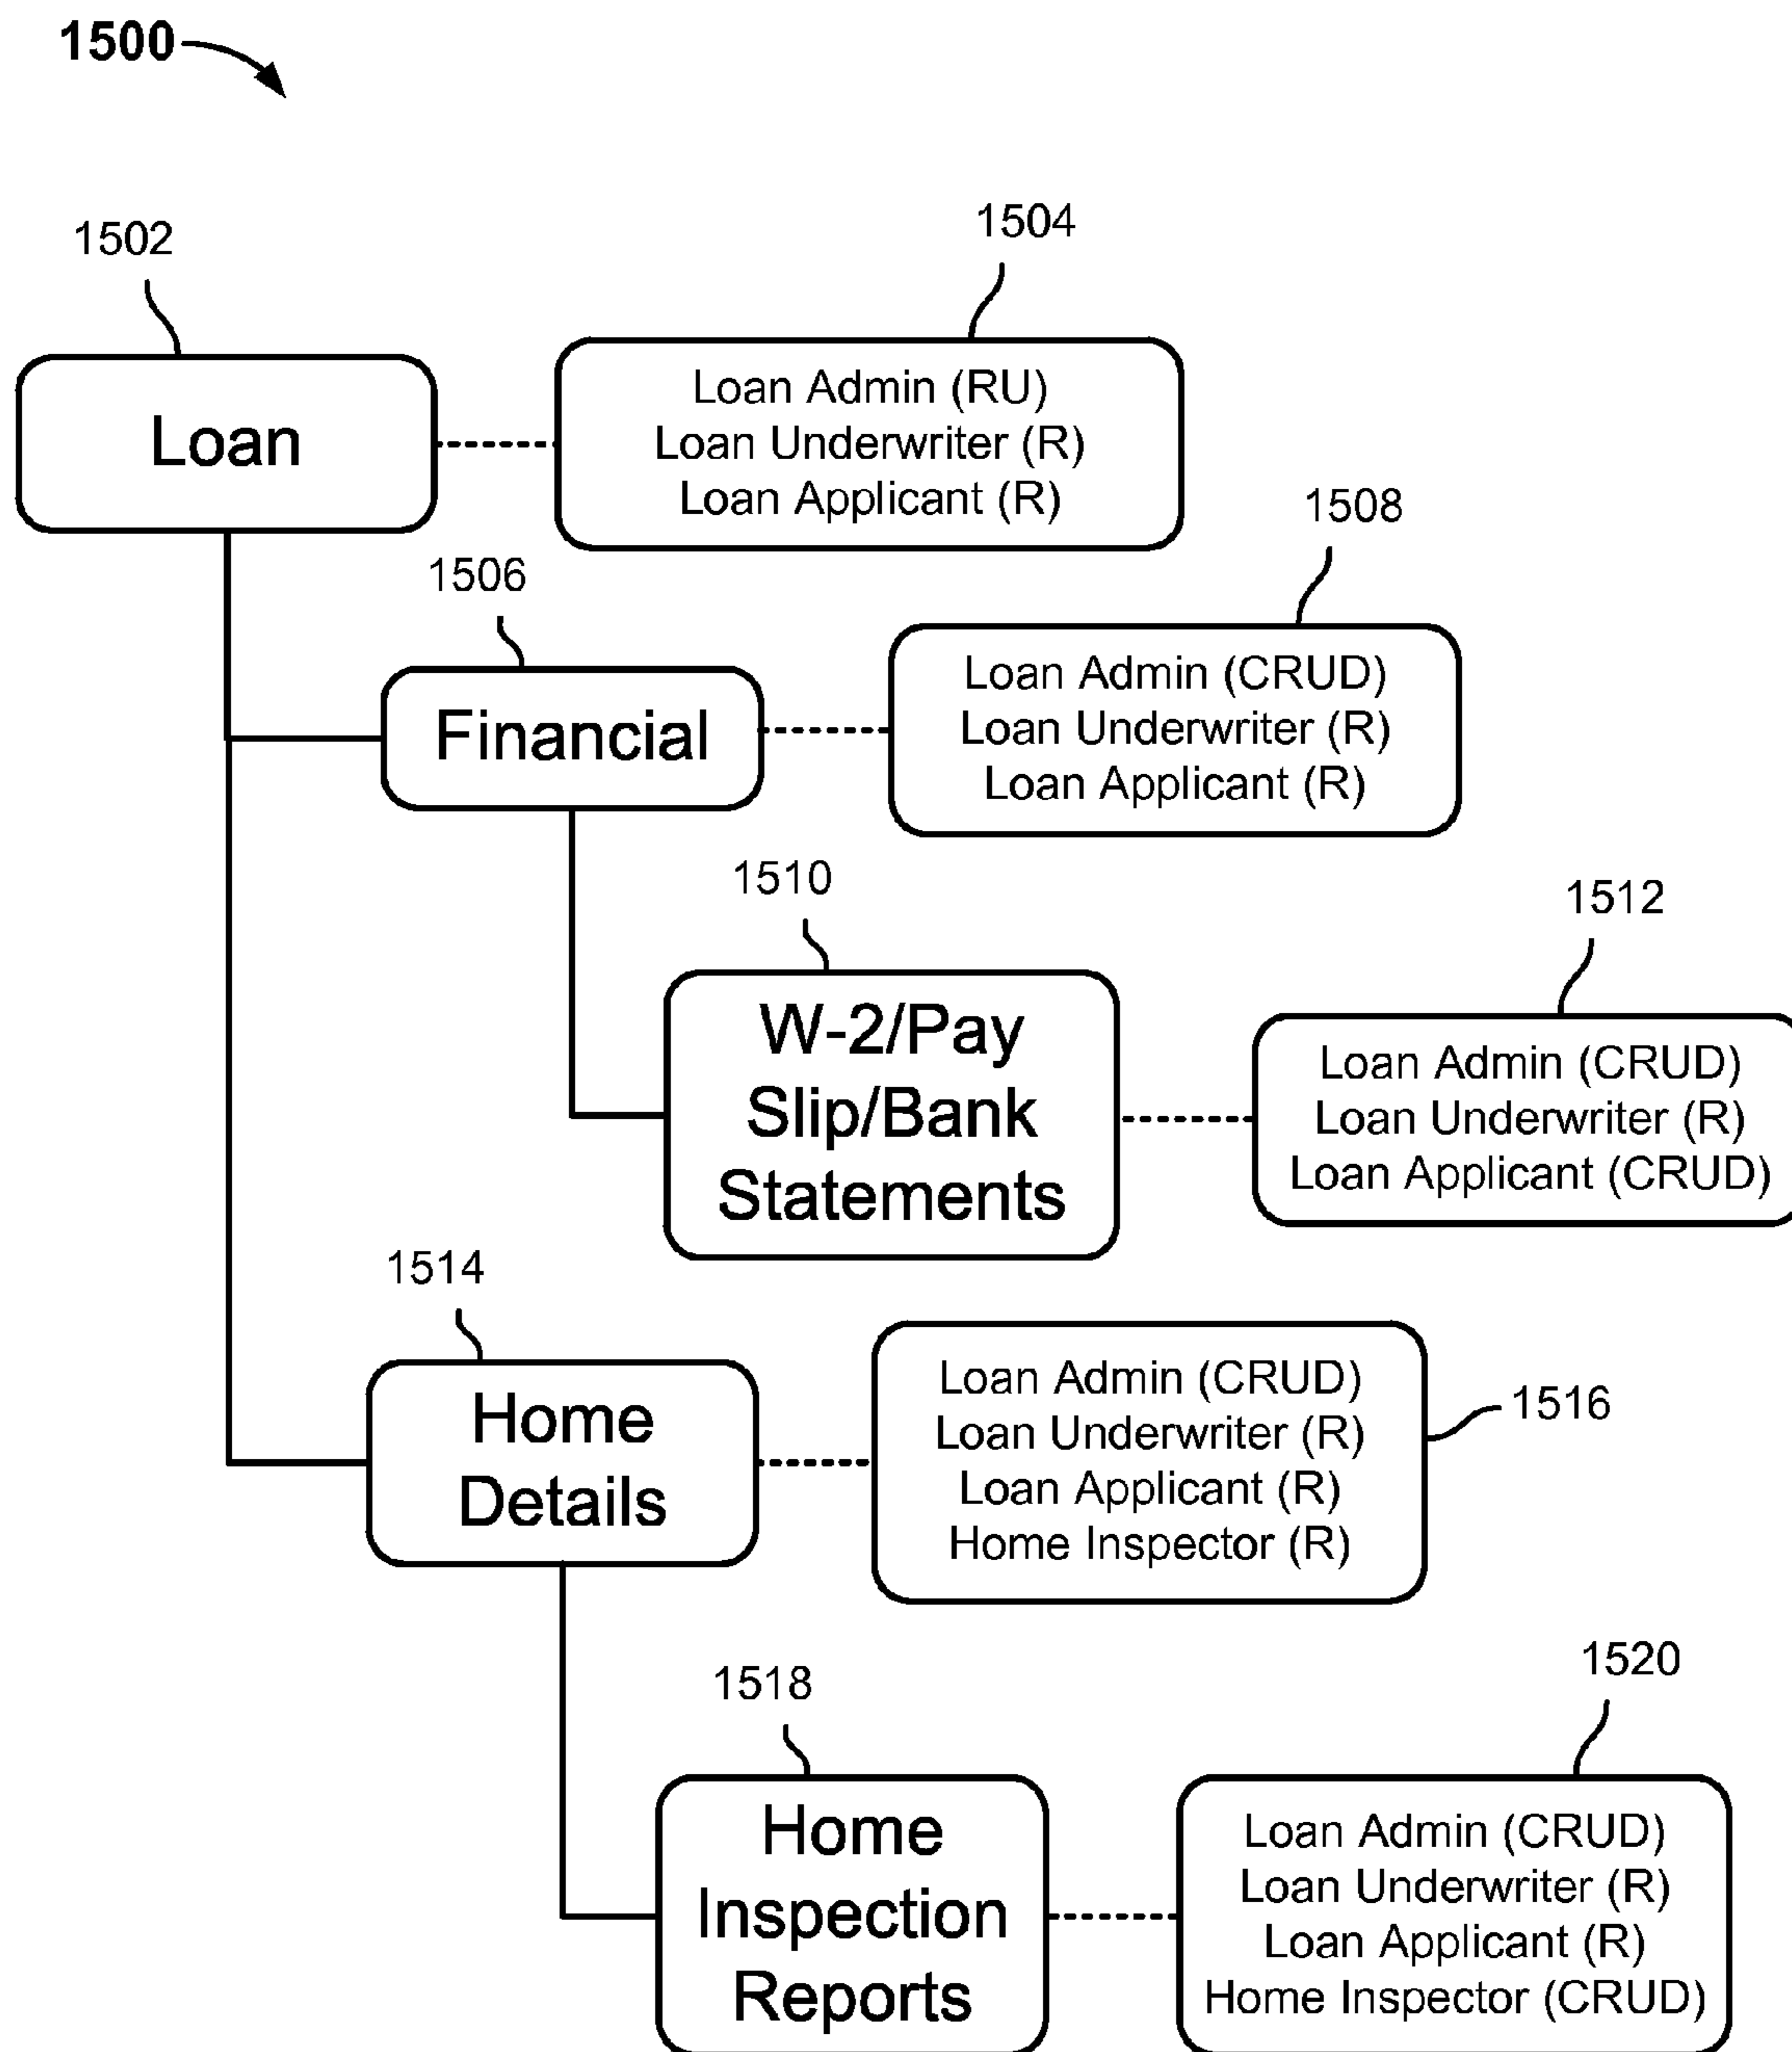 1500
1502
1504
Loan
Loan Admin (RU)
Loan Underwriter (R)
Loan Applicant (R)
1506
1508
Financial
Loan Admin (CRUD)
Loan Underwriter (R)
Loan Applicant (R)
1510
1512
W-2/Pay
Slip/Bank
Statements
Loan Admin (CRUD)
Loan Underwriter (R)
Loan Applicant (CRUD)
1514
Home
Details
Loan Admin (CRUD)
Loan Underwriter (R)
Loan Applicant (R)
Home Inspector (R)
1516
1518
1520
Home
Inspection
Reports
Loan Admin (CRUD)
Loan Underwriter (R)
Loan Applicant (R)
Home Inspector (CRUD)